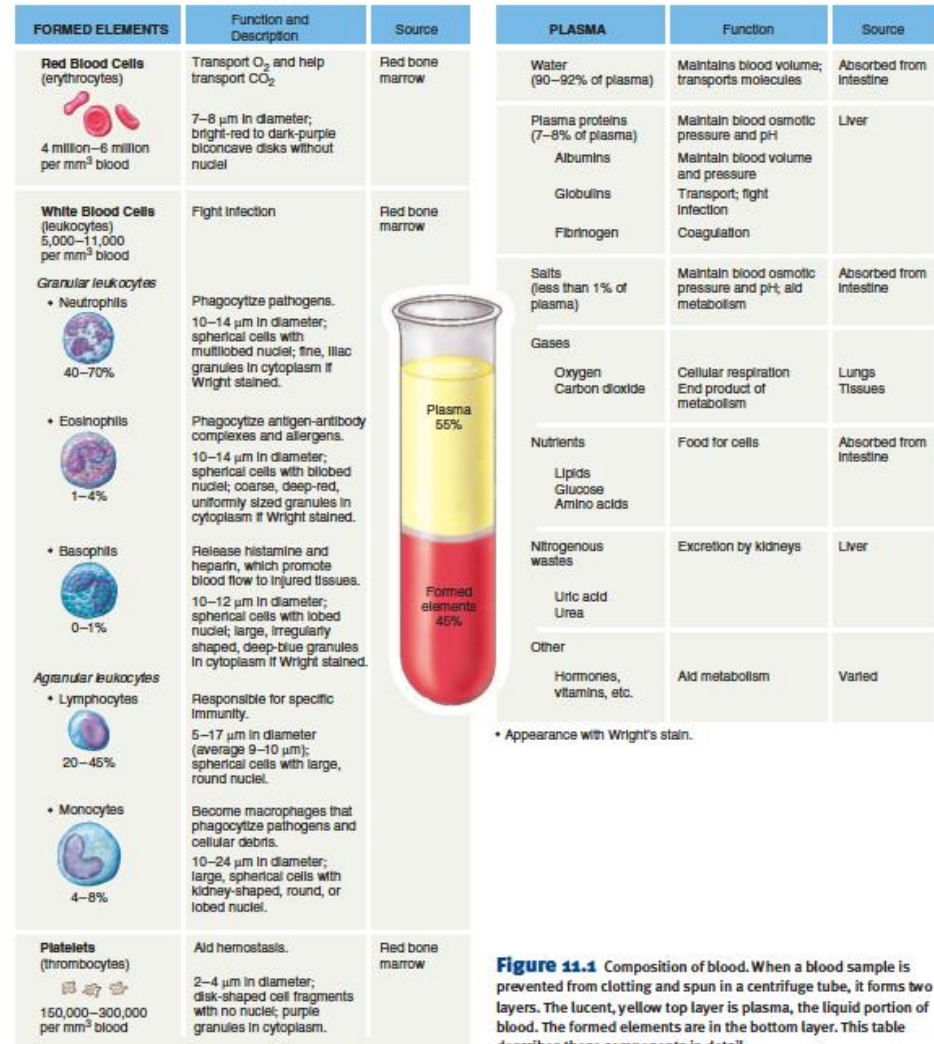 FORMED ELEMENTS
Function and
Description
Source
Red Blood Cells
(erythrocytes)
4 million–6 million
per mm³ blood
Transport O₂ and help
transport CO₂
7–8 μm in diameter;
bright-red to dark-purple
biconcave disks without
nuclei
Red bone
marrow
White Blood Cells
(leukocytes)
5,000–11,000
per mm³ blood
Fight infection
Red bone
marrow
Granular leukocytes
• Neutrophils
40–70%
Phagocytize pathogens.
10–14 μm in diameter;
spherical cells with
multilobed nuclei; fine, lilac
granules in cytoplasm if
Wright stained.
• Eosinophils
1–4%
Phagocytize antigen-antibody
complexes and allergens.
10–14 μm in diameter;
spherical cells with bilobed
nuclei; coarse, deep-red,
uniformly sized granules in
cytoplasm if Wright stained.
• Basophils
0–1%
Release histamine and
heparin, which promote
blood flow to injured tissues.
10–12 μm in diameter;
spherical cells with lobed
nuclei; large, irregularly
shaped, deep-blue granules
in cytoplasm if Wright stained.
Agranular leukocytes
• Lymphocytes
20–45%
Responsible for specific
immunity.
5–17 μm in diameter
(average 9–10 μm);
spherical cells with large,
round nuclei.
• Monocytes
4–8%
Become macrophages that
phagocytize pathogens and
cellular debris.
10–24 μm in diameter;
large, spherical cells with
kidney-shaped, round, or
lobed nuclei.
Platelets
(thrombocytes)
150,000–300,000
per mm³ blood
Aid hemostasis.
2–4 μm in diameter;
disk-shaped cell fragments
with no nuclei; purple
granules in cytoplasm.
Red bone
marrow
Plasma
55%
Formed
elements
45%
PLASMA
Function
Source
Water
(90–92% of plasma)
Maintains blood volume;
transports molecules
Absorbed from
intestine
Plasma proteins
(7–8% of plasma)
Maintain blood osmotic
pressure and pH
Liver
Albumins
Maintain blood volume
and pressure
Globulins
Transport; fight
infection
Fibrinogen
Coagulation
Salts
(less than 1% of
plasma)
Maintain blood osmotic
pressure and pH; aid
metabolism
Absorbed from
intestine
Gases
Oxygen
Carbon dioxide
Cellular respiration
End product of
metabolism
Lungs
Tissues
Nutrients
Lipids
Glucose
Amino acids
Food for cells
Absorbed from
intestine
Nitrogenous
wastes
Uric acid
Urea
Excretion by kidneys
Liver
Other
Hormones,
vitamins, etc.
Aid metabolism
Varied
• Appearance with Wright's stain.
Figure 11.1 Composition of blood. When a blood sample is
prevented from clotting and spun in a centrifuge tube, it forms two
layers. The lucent, yellow top layer is plasma, the liquid portion of
blood. The formed elements are in the bottom layer. This table
describes these components in detail.